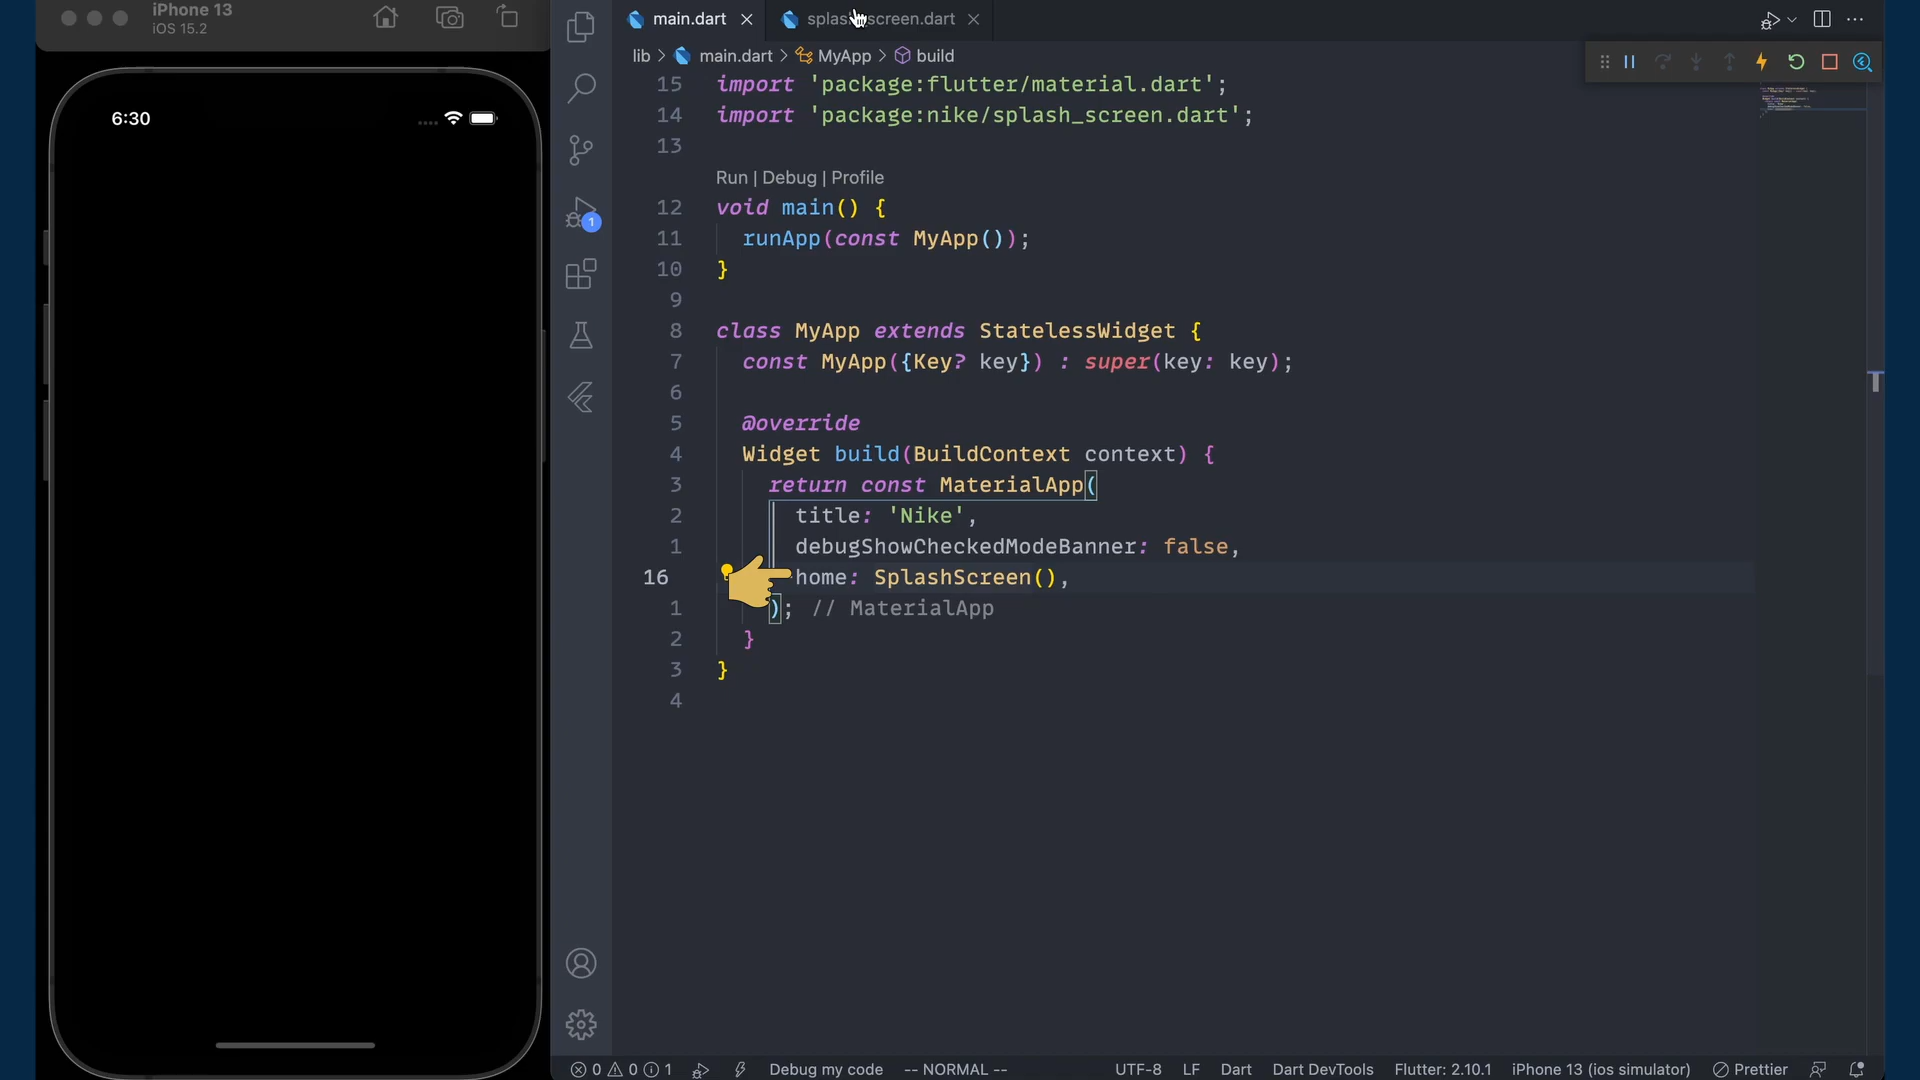 iPhone 13
iOS 15.2
6:30
main.dart
splash_screen.dart
lib > main.dart > MyApp > build
15 import 'package:flutter/material.dart';
14 import 'package:nike/splash_screen.dart';
13
Run | Debug | Profile
12 void main() {
11 runApp(const MyApp());
10 }
9
8 class MyApp extends StatelessWidget {
7 const MyApp({Key? key}) : super(key: key);
6
5 @override
4 Widget build(BuildContext context) {
3 return const MaterialApp(
2 title: 'Nike',
1 debugShowCheckedModeBanner: false,
16 home: SplashScreen(),
1 ); // MaterialApp
2 }
3 }
4
1
0 0 1 Debug my code -- NORMAL -- UTF-8 LF Dart Dart DevTools Flutter: 2.10.1 iPhone 13 (ios simulator) Prettier